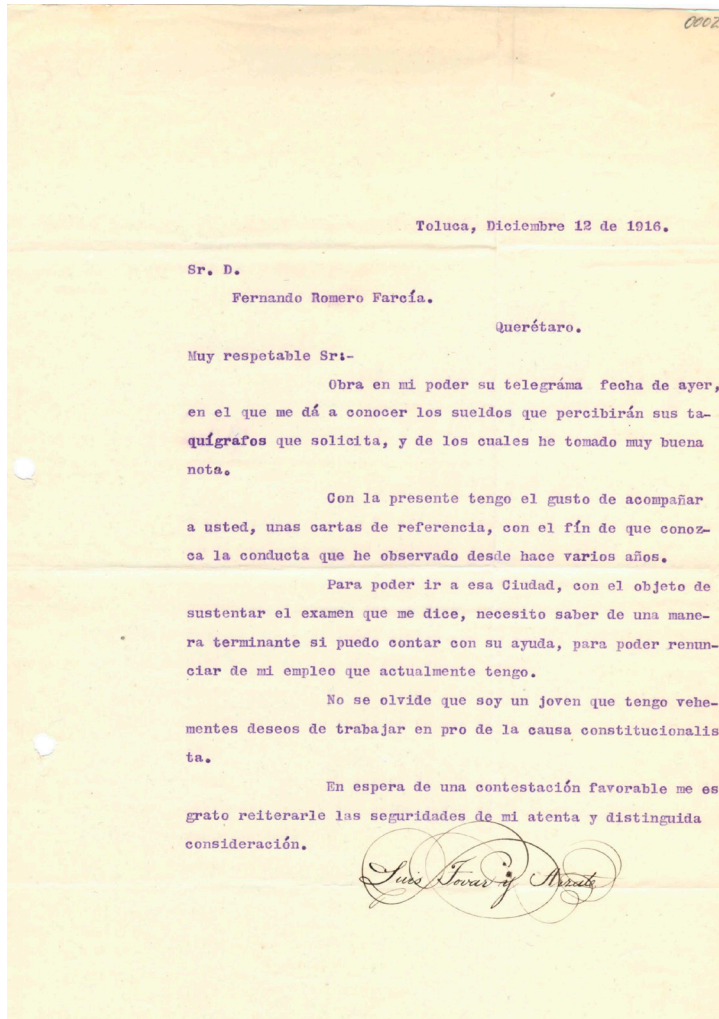 0002
Toluca, Diciembre 12 de 1916.
Sr. D.
Fernando Romero Farcía.
Querétaro.
Muy respetable Sr:-
Obra en mi poder su telegráma fecha de ayer,
en el que me dá a conocer los sueldos que percibirán sus ta-
quígrafos que solicita, y de los cuales he tomado muy buena
nota.
Con la presente tengo el gusto de acompañar
a usted, unas cartas de referencia, con el fín de que conoz-
ca la conducta que he observado desde hace varios años.
Para poder ir a esa Ciudad, con el objeto de
sustentar el examen que me dice, necesito saber de una mane-
ra terminante si puedo contar con su ayuda, para poder renun-
ciar de mi empleo que actualmente tengo.
No se olvide que soy un joven que tengo vehe-
mentes deseos de trabajar en pro de la causa constitucionalis
ta.
En espera de una contestación favorable me es
grato reiterarle las seguridades de mi atenta y distinguida
consideración.
Luis Tovar y